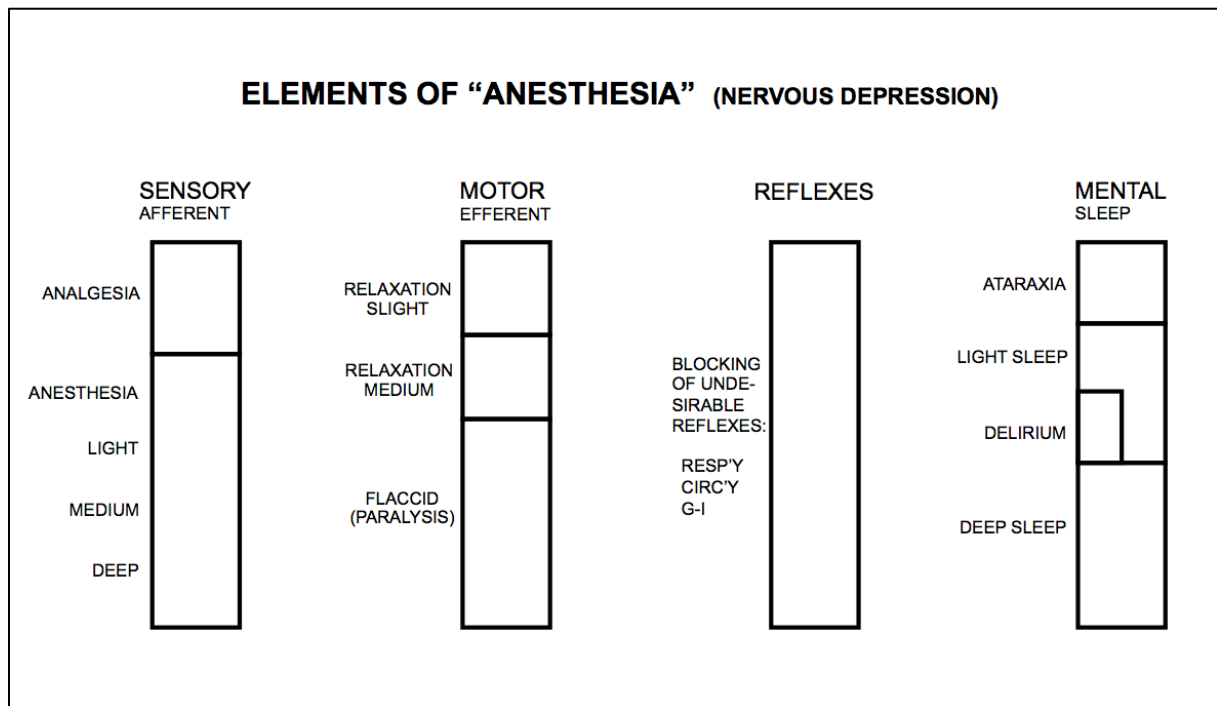 ELEMENTS OF “ANESTHESIA” (NERVOUS DEPRESSION)
SENSORY
AFFERENT
ANALGESIA
ANESTHESIA
LIGHT
MEDIUM
DEEP
MOTOR
EFFERENT
RELAXATION
SLIGHT
RELAXATION
MEDIUM
FLACCID
(PARALYSIS)
REFLEXES
BLOCKING
OF UNDE-
SIRABLE
REFLEXES:
RESP'Y
CIRC'Y
G-I
MENTAL
SLEEP
ATARAXIA
LIGHT SLEEP
DELIRIUM
DEEP SLEEP